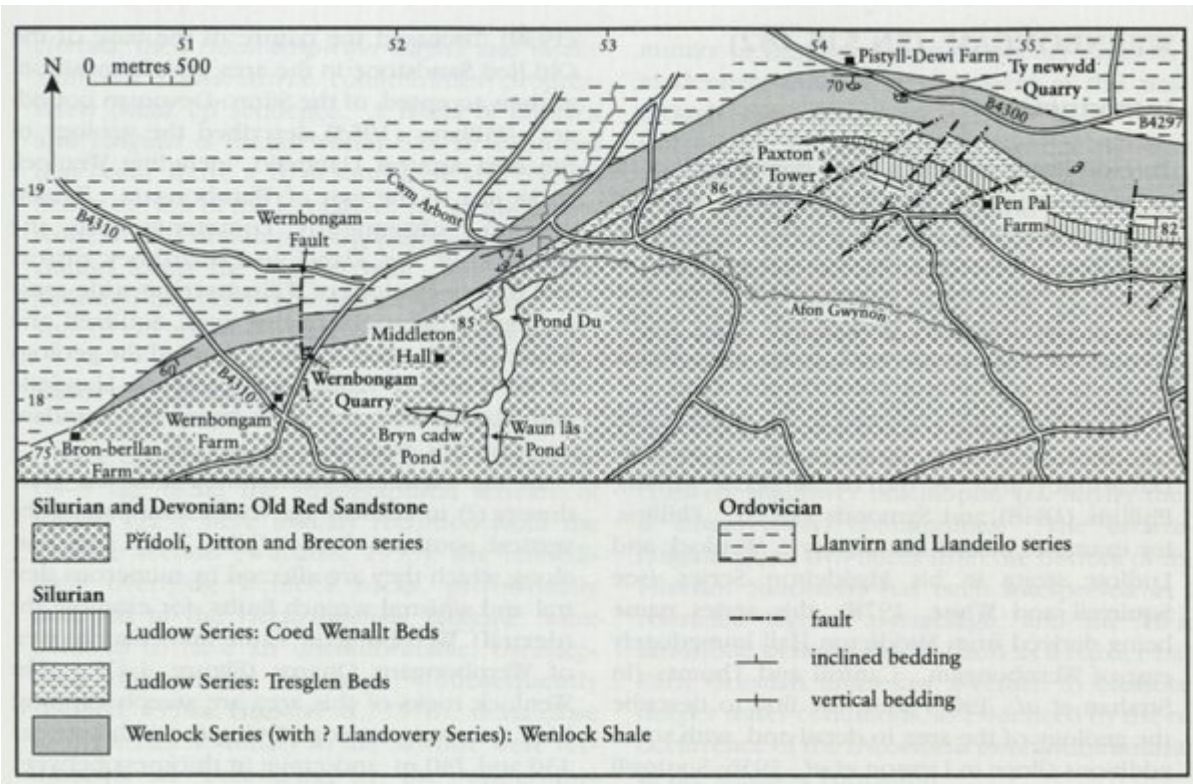 51
52
53
54
55
N
0 metres 500
Pistyll-Dewi Farm
70
Ty newydd
Quarry
B4300
B4297
Paxton's
Tower
Cwm Arbont
86
19
B4310
Wernbongam
Fault
Pen Pal
Farm
82
74
85
Pond Du
Afon Gwynon
Middleton
Hall
60
B4310
Wernbongam
Quarry
18
Wernbongam
Farm
Bryn cadw
Pond
Waun lâs
Pond
75
Bron-berllan
Farm
Silurian and Devonian: Old Red Sandstone
Přídolí, Ditton and Brecon series
Silurian
Ludlow Series: Coed Wenallt Beds
Ludlow Series: Tresglen Beds
Wenlock Series (with ? Llandovery Series): Wenlock Shale
Ordovician
Llanvirn and Llandeilo series
fault
inclined bedding
vertical bedding